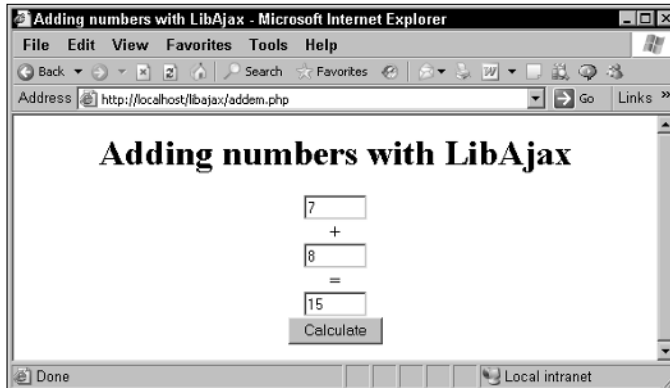 Adding numbers with LibAjax - Microsoft Internet Explorer
File Edit View Favorites Tools Help
Back Search Favorites
Address http://localhost/libajax/addem.php Go Links »
Adding numbers with LibAjax
7
+
8
=
15
Calculate
Done Local intranet